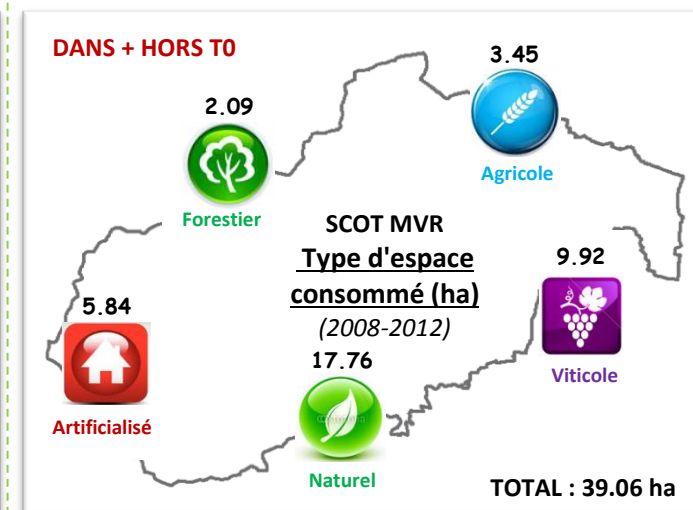 DANS + HORS T0
3.45
Agricole
2.09
Forestier
SCOT MVR
Type d'espace
consommé (ha)
(2008-2012)
9.92
Viticole
5.84
Artificialisé
17.76
Naturel
TOTAL : 39.06 ha